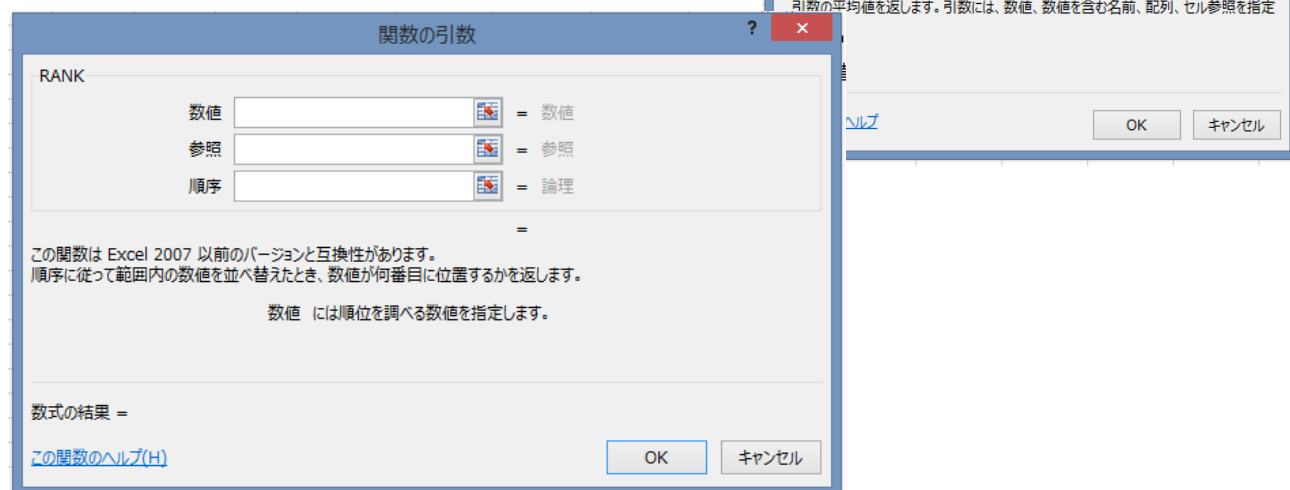 引数の平均値を返します。引数には、数値、数値を含む名前、配列、セル参照を指定
関数の引数
?
×
RANK
数値
= 数値
参照
= 参照
順序
= 論理
=
この関数は Excel 2007 以前のバージョンと互換性があります。
順序に従って範囲内の数値を並べ替えたとき、数値が何番目に位置するかを返します。
数値 には順位を調べる数値を指定します。
数式の結果 =
この関数のヘルプ(H)
OK
キャンセル
ヘルプ
OK
キャンセル